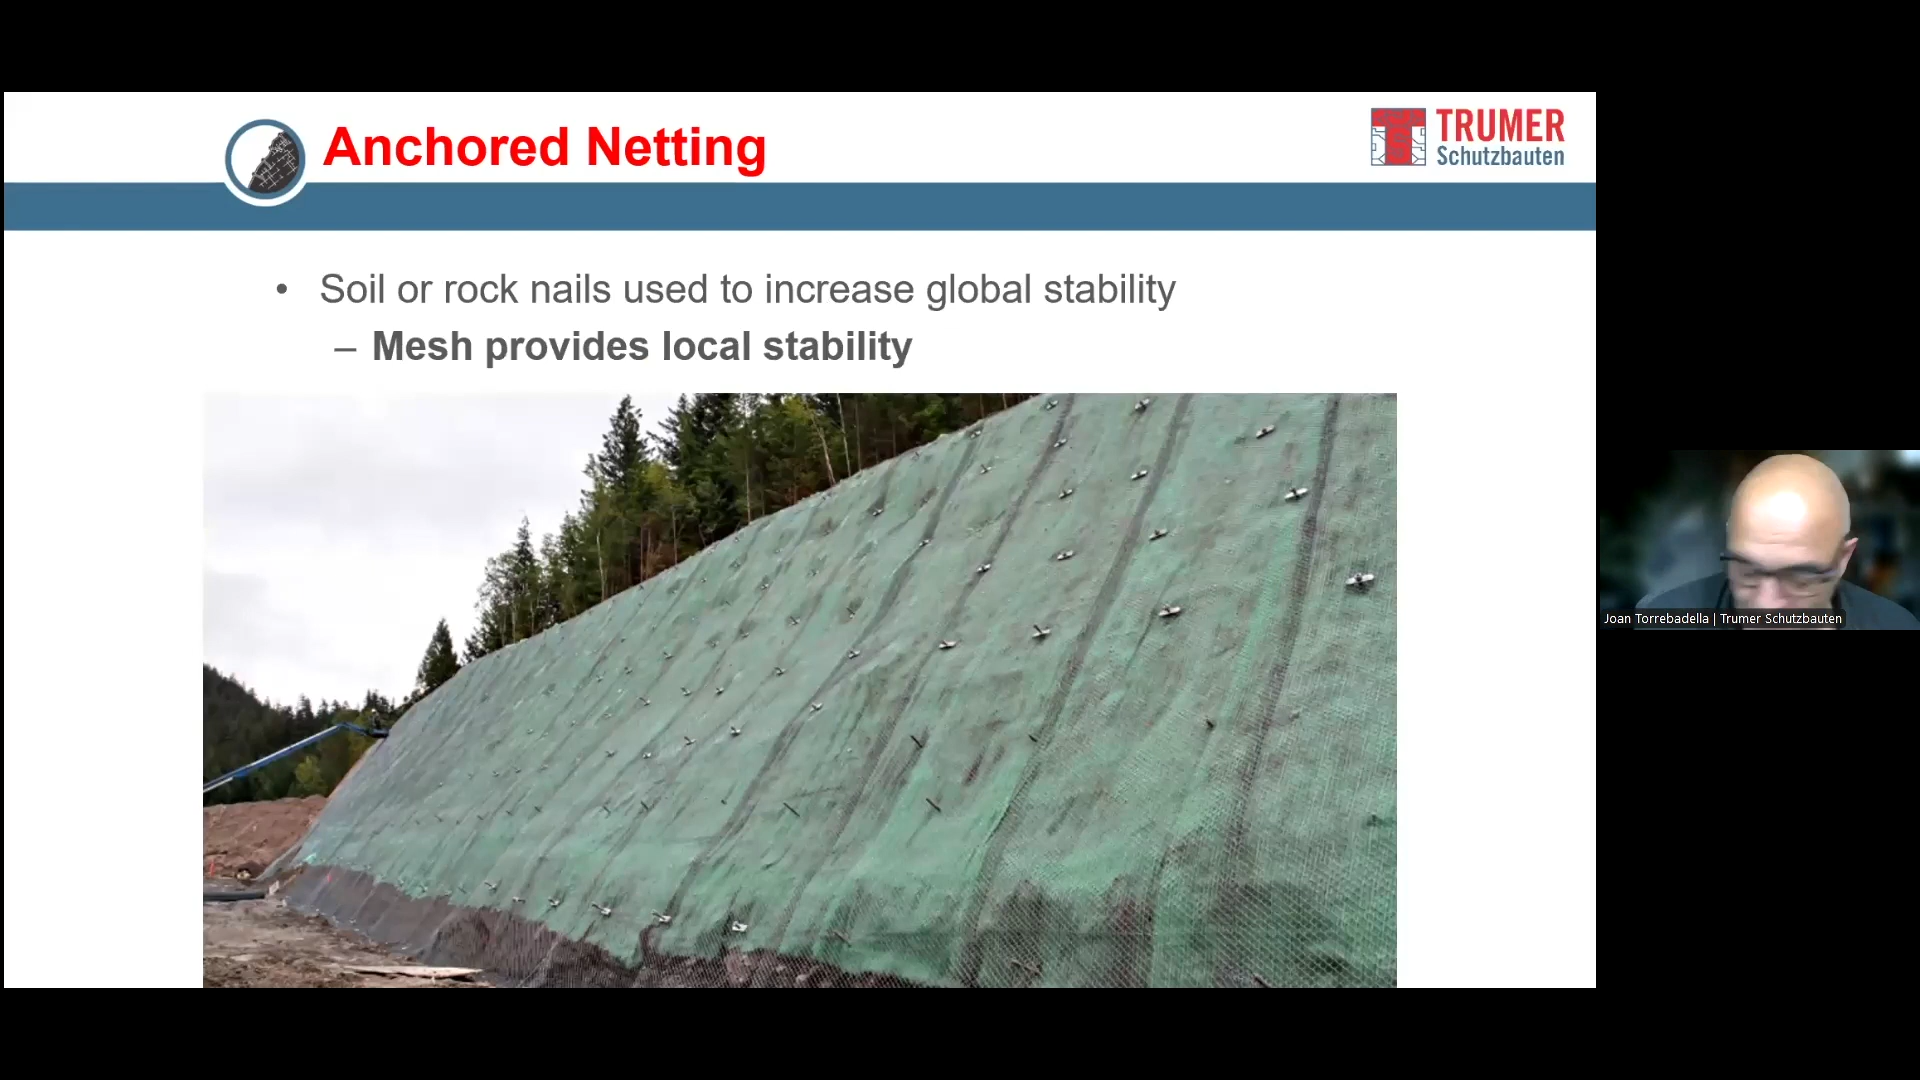 Anchored Netting
TRUMER
Schutzbauten
• Soil or rock nails used to increase global stability
– Mesh provides local stability
Joan Torrebadella | Trumer Schutzbauten